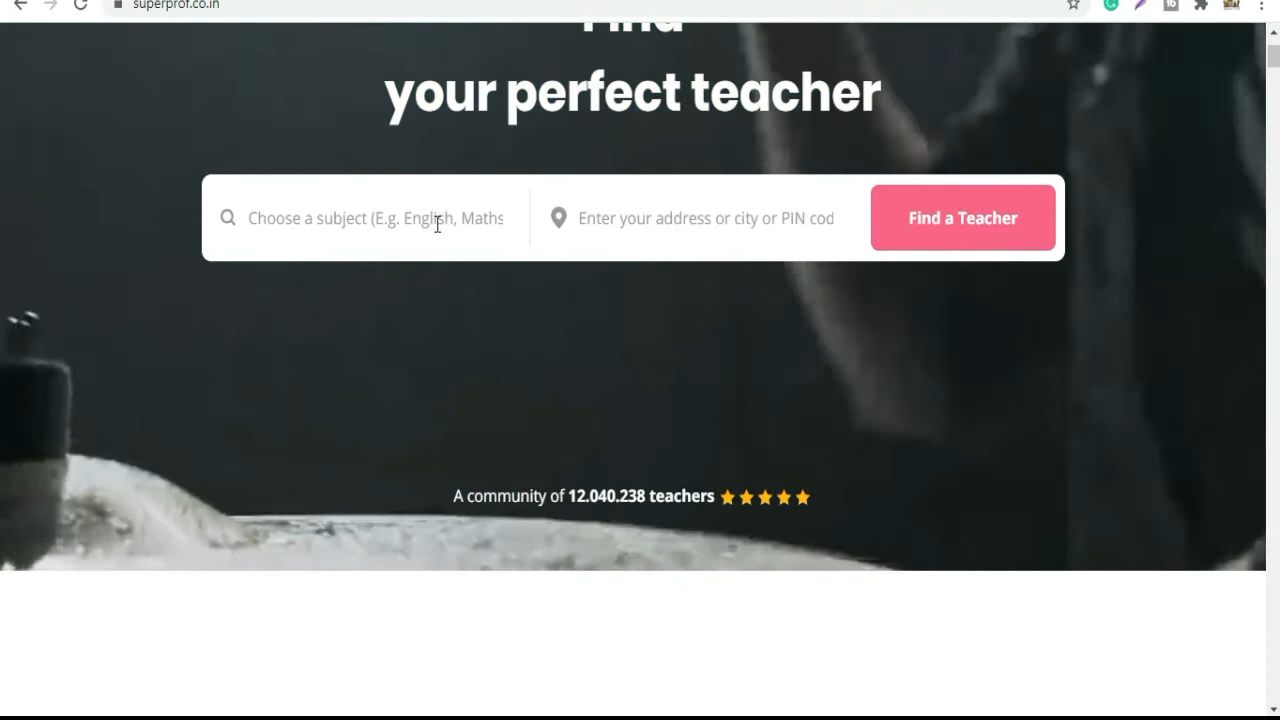 superprof.co.in
Find
your perfect teacher
Choose a subject (E.g. English, Maths
Enter your address or city or PIN cod
Find a Teacher
A community of 12.040.238 teachers